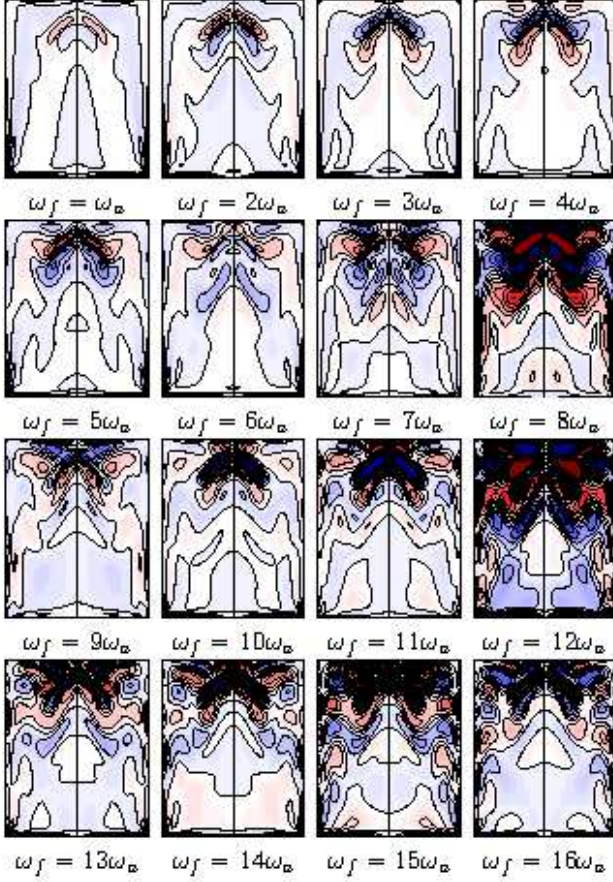 ω_f = ω_a ω_f = 2ω_a ω_f = 3ω_a ω_f = 4ω_a
ω_f = 5ω_a ω_f = 6ω_a ω_f = 7ω_a ω_f = 8ω_a
ω_f = 9ω_a ω_f = 10ω_a ω_f = 11ω_a ω_f = 12ω_a
ω_f = 13ω_a ω_f = 14ω_a ω_f = 15ω_a ω_f = 16ω_a